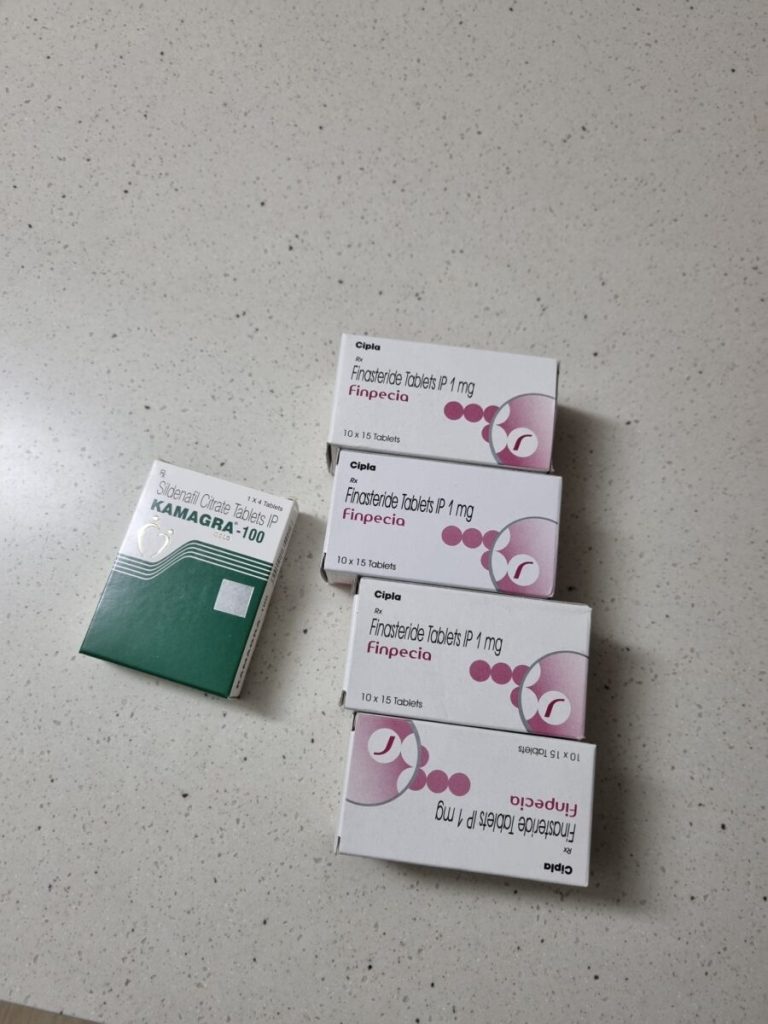 Cipla
Rx
Finasteride Tablets IP 1 mg
Finpecia
10 x 15 Tablets
Cipla
Rx
Finasteride Tablets IP 1 mg
Finpecia
10 x 15 Tablets
Rx
1 X 4 Tablets
Sildenafil Citrate Tablets IP
KAMAGRA®-100
GOLD
Cipla
Rx
Finasteride Tablets IP 1 mg
Finpecia
10 x 15 Tablets
Cipla
Rx
Finasteride Tablets IP 1 mg
Finpecia
10 x 15 Tablets